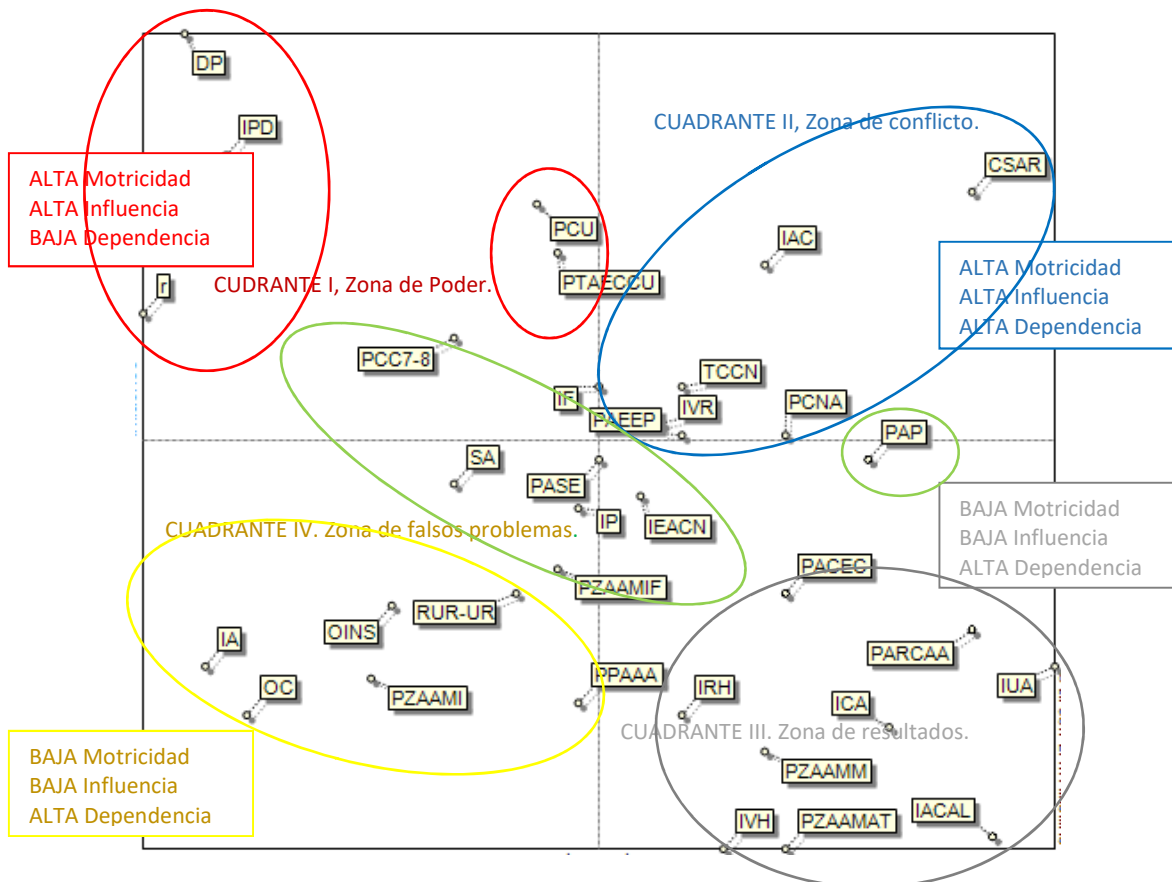 DP
IPD
CUADRANTE II, Zona de conflicto.
CSAR
ALTA Motricidad
ALTA Influencia
BAJA Dependencia
PCU
IAC
PTAECCU
r
CUDRANTE I, Zona de Poder.
ALTA Motricidad
ALTA Influencia
ALTA Dependencia
PCC7-8
TCCN
IF
PAEEP
IVR
PCNA
PAP
SA
PASE
IP
IEACN
CUADRANTE IV. Zona de falsos problemas.
BAJA Motricidad
BAJA Influencia
ALTA Dependencia
PZAAMIF
PACEC
RUR-UR
OINS
IA
OC
PZAAMI
PPAAA
IRH
PARCAA
IUA
ICA
CUADRANTE III. Zona de resultados.
BAJA Motricidad
BAJA Influencia
ALTA Dependencia
PZAAMM
IVH
PZAAMAT
IACAL